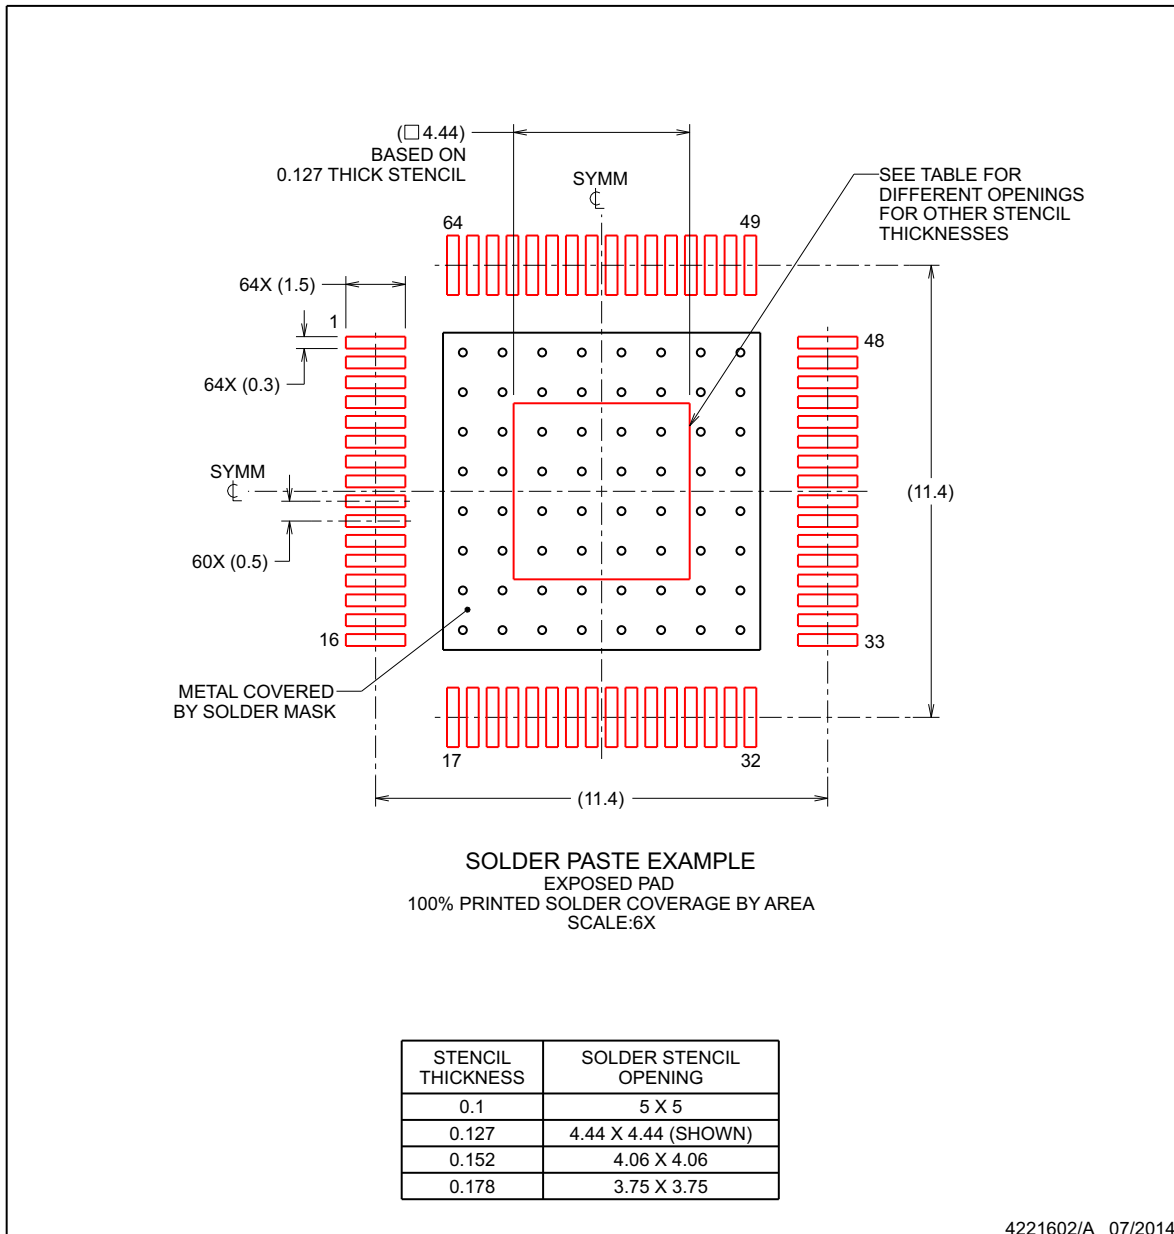 (□ 4.44)
BASED ON
0.127 THICK STENCIL
SYMM
℄
SEE TABLE FOR
DIFFERENT OPENINGS
FOR OTHER STENCIL
THICKNESSES
64
49
64X (1.5)
1
48
64X (0.3)
SYMM
℄
(11.4)
60X (0.5)
16
33
METAL COVERED
BY SOLDER MASK
17
32
(11.4)
SOLDER PASTE EXAMPLE
EXPOSED PAD
100% PRINTED SOLDER COVERAGE BY AREA
SCALE:6X
STENCIL THICKNESS | SOLDER STENCIL OPENING
0.1 | 5 X 5
0.127 | 4.44 X 4.44 (SHOWN)
0.152 | 4.06 X 4.06
0.178 | 3.75 X 3.75
4221602/A 07/2014